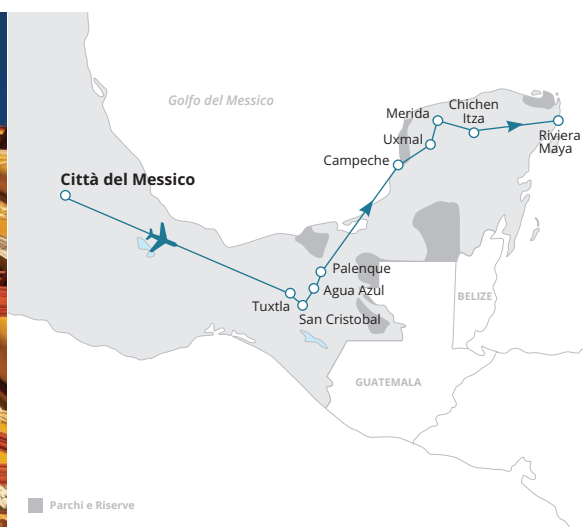 Golfo del Messico
Città del Messico
Merida
Chichen
Itza
Uxmal
Riviera
Maya
Campeche
Palenque
Agua Azul
Tuxtla
San Cristobal
BELIZE
GUATEMALA
Parchi e Riserve